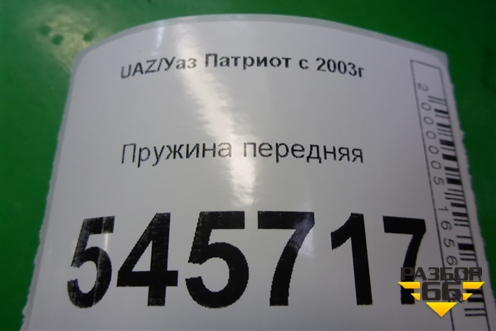 UAZ/Уаз Патриот с 2003г
Пружина передняя
545717
РАЗБОР
66